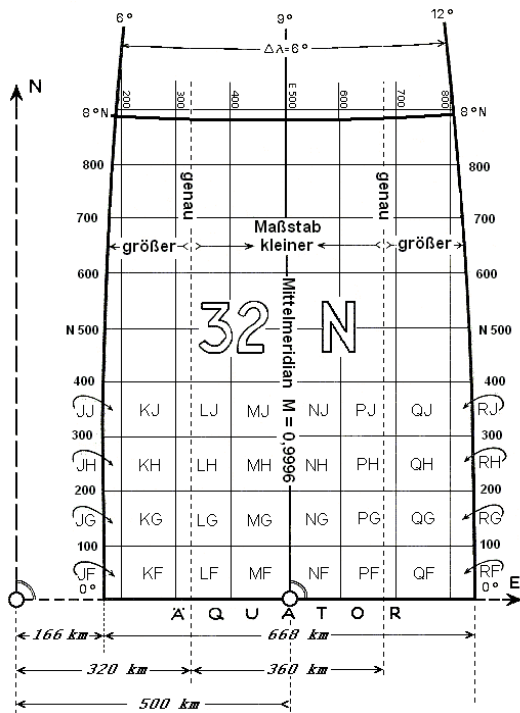 6° 9° 12°
Δλ=6°
N
8°N 200 300 400 E 500 600 700 800 8°N
800 800
genau genau
700 700
Maßstab
größer kleiner größer
600 600
32 N
Mittelmeridian M = 0,9996
N 500 N 500
400 400
JJ KJ LJ MJ NJ PJ QJ RJ
300 300
JH KH LH MH NH PH QH RH
200 200
JG KG LG MG NG PG QG RG
100 100
JF KF LF MF NF PF QF RF
0° 0° E
Ä Q U A T O R
166 km 668 km
320 km 360 km
500 km